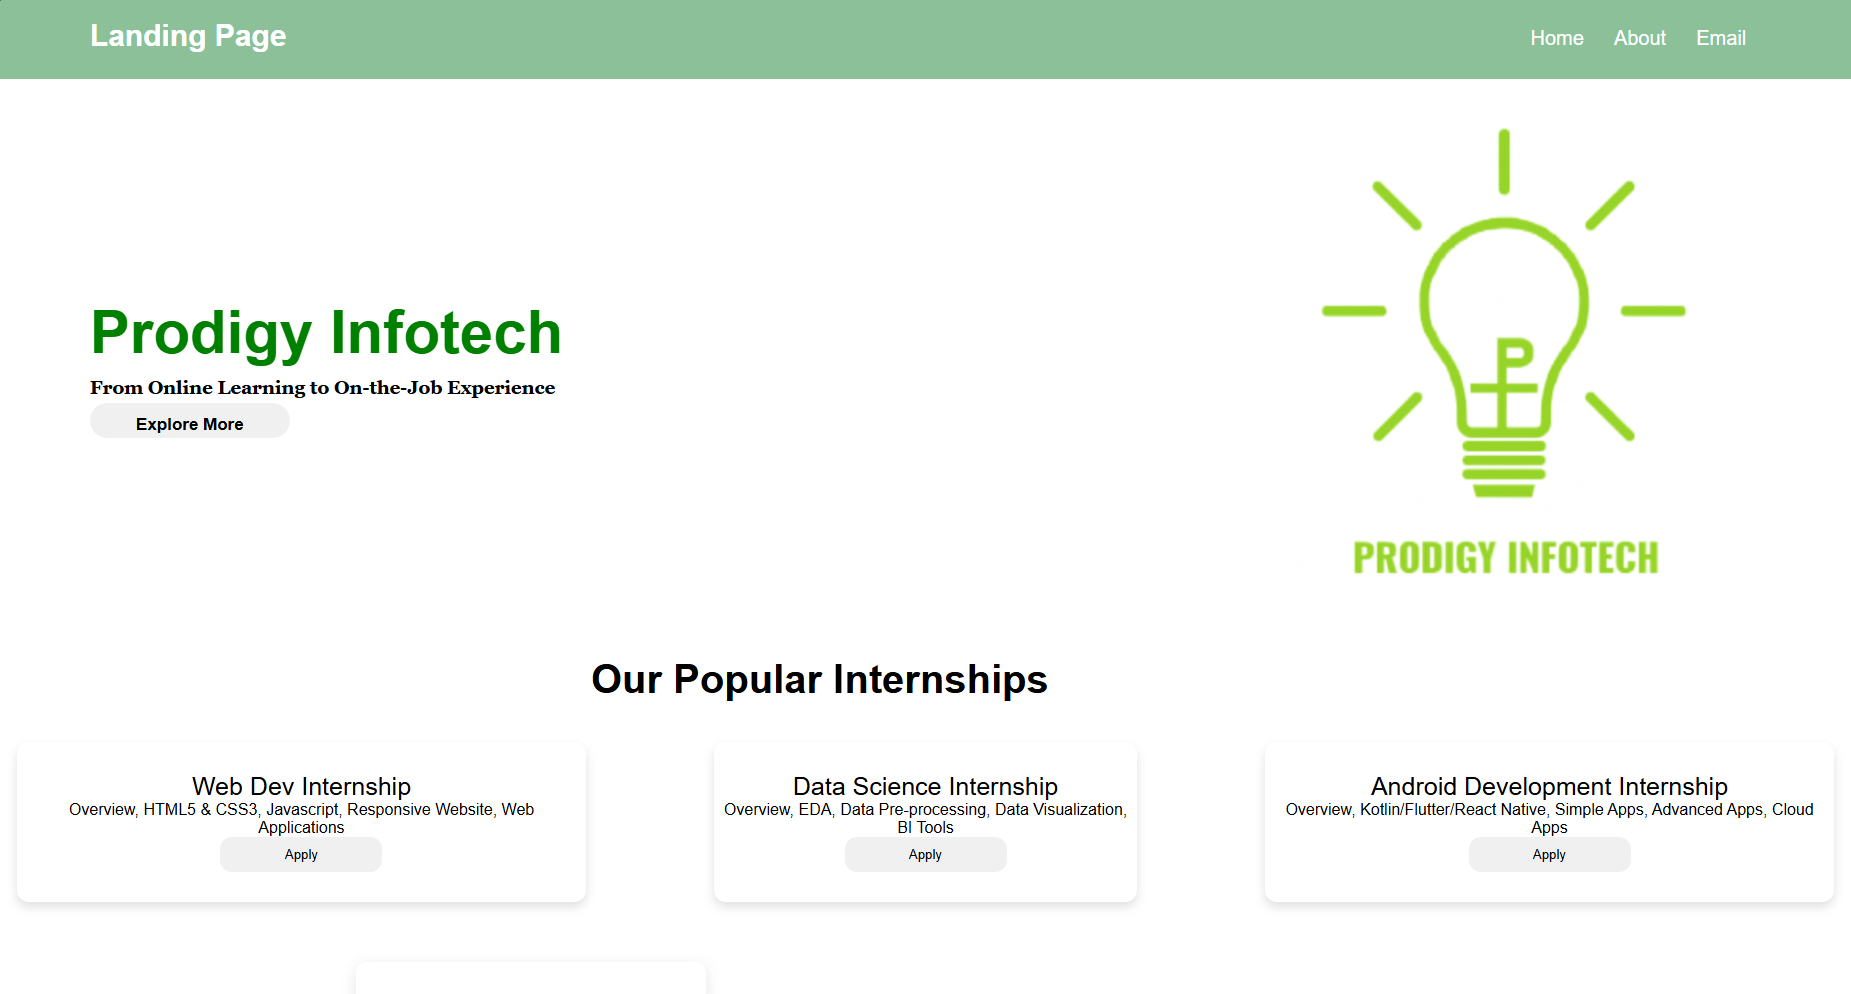 Landing Page
Home About Email
Prodigy Infotech
From Online Learning to On-the-Job Experience
Explore More
P
PRODIGY INFOTECH
Our Popular Internships
Web Dev Internship
Overview, HTML5 & CSS3, Javascript, Responsive Website, Web
Applications
Apply
Data Science Internship
Overview, EDA, Data Pre-processing, Data Visualization,
BI Tools
Apply
Android Development Internship
Overview, Kotlin/Flutter/React Native, Simple Apps, Advanced Apps, Cloud
Apps
Apply